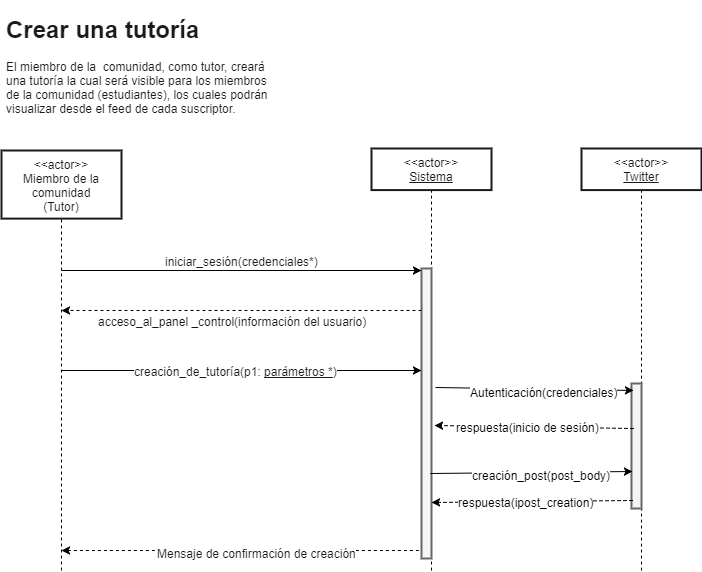 Crear una tutoría
El miembro de la  comunidad, como tutor, creará
una tutoría la cual será visible para los miembros
de la comunidad (estudiantes), los cuales podrán
visualizar desde el feed de cada suscriptor.
<<actor>>
Miembro de la
comunidad
(Tutor)
<<actor>>
Sistema
<<actor>>
Twitter
iniciar_sesión(credenciales*)
acceso_al_panel _control(información del usuario)
creación_de_tutoría(p1: parámetros *)
Autenticación(credenciales)
respuesta(inicio de sesión)
creación_post(post_body)
respuesta(ipost_creation)
Mensaje de confirmación de creación